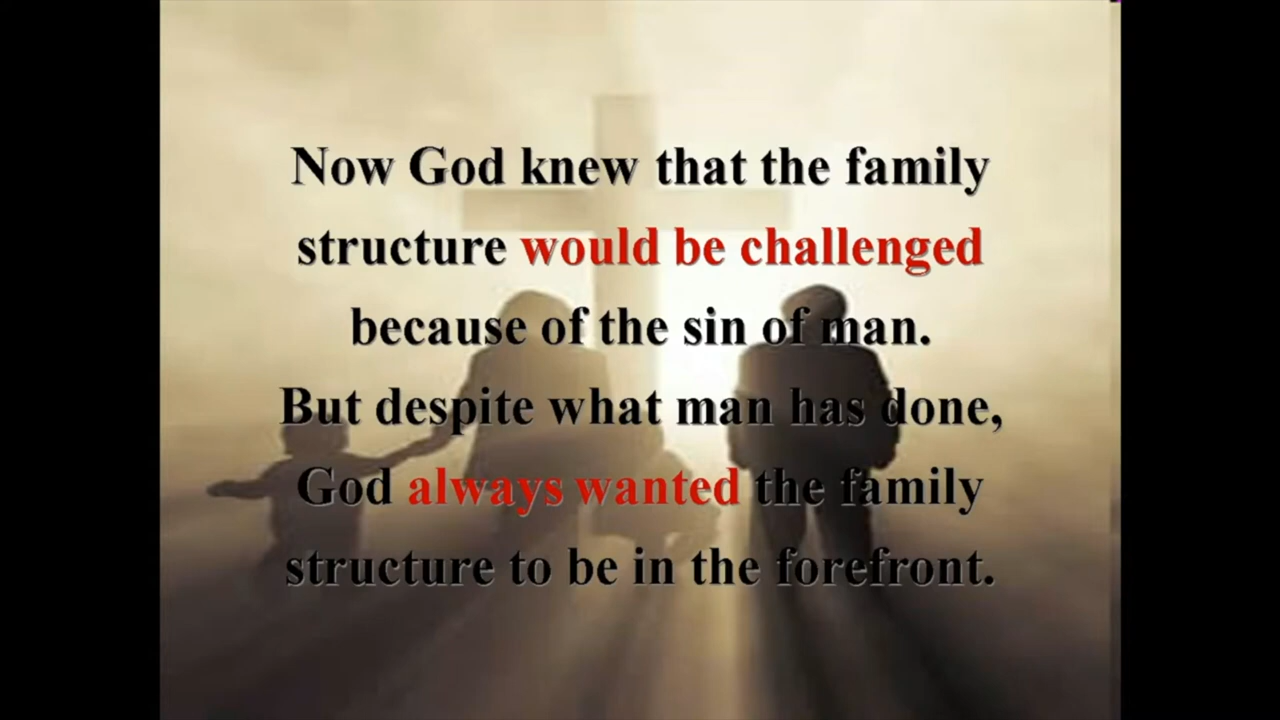 Now God knew that the family
structure would be challenged
because of the sin of man.
But despite what man has done,
God always wanted the family
structure to be in the forefront.